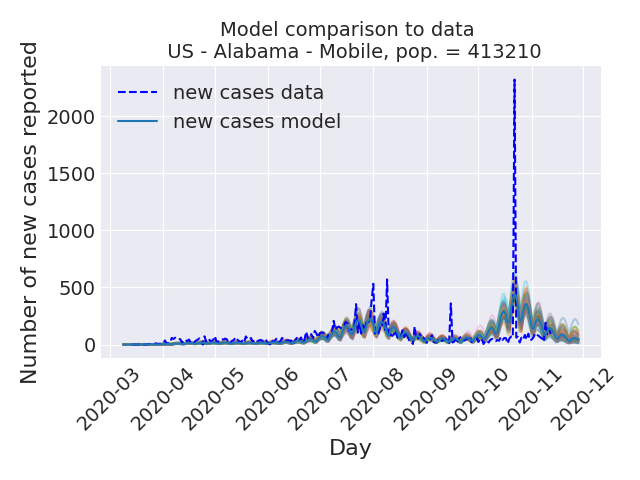 Model comparison to data
US - Alabama - Mobile, pop. = 413210
Number of new cases reported
2000
1500
1000
500
0
new cases data
new cases model
2020-03
2020-04
2020-05
2020-06
2020-07
2020-08
2020-09
2020-10
2020-11
2020-12
Day